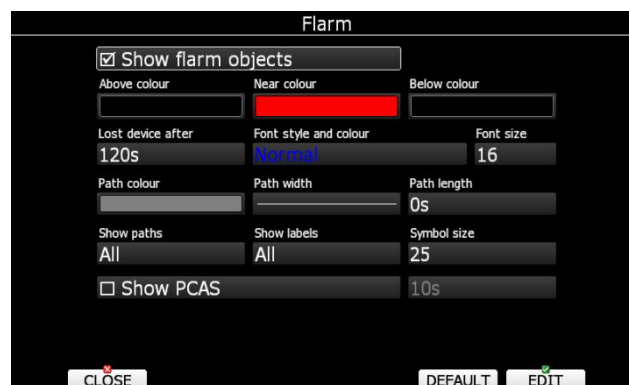 Flarm
Show flarm objects
Above colour Near colour Below colour
Lost device after Font style and colour Font size
120s Normal 16
Path colour Path width Path length
0s
Show paths Show labels Symbol size
All All 25
Show PCAS 10s
CLOSE DEFAULT EDIT